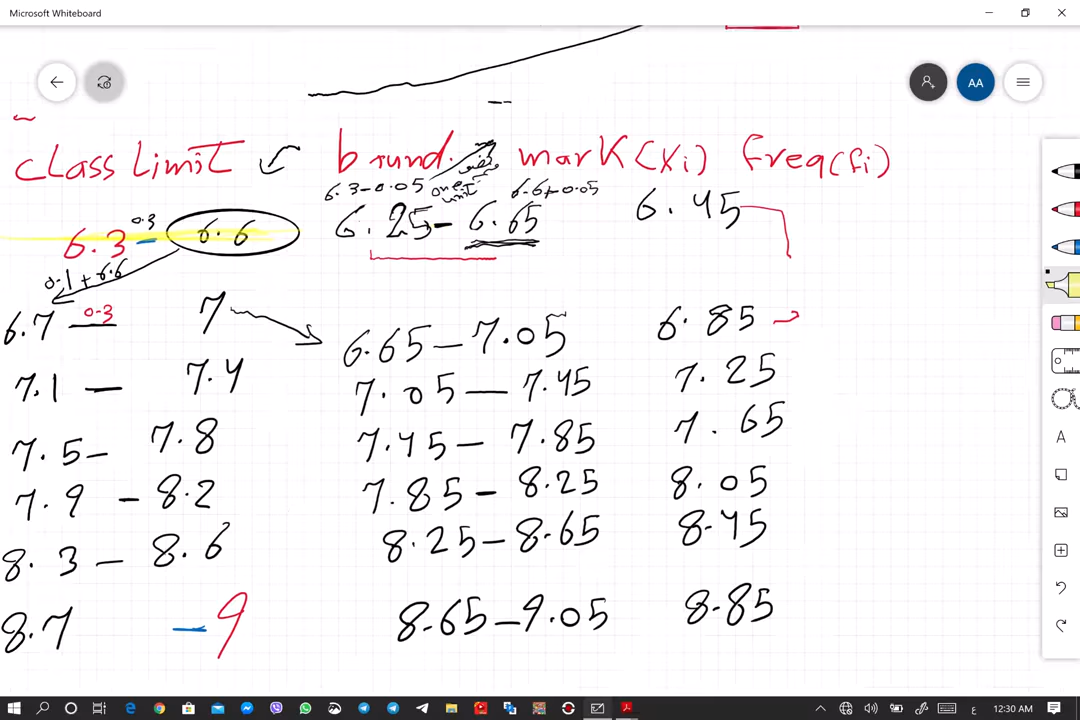 Microsoft Whiteboard
AA
class Limit bound. mark(xi) freq(fi)
6.3-0.05 one limit 6.6+0.05
6.3 - 0.3 6.6 6.25-6.65 6.45
0.1+6.6
6.7 - 0.3 7 6.65-7.05 6.85
7.1 - 7.4 7.05-7.45 7.25
7.5- 7.8 7.45-7.85 7.65
7.9 - 8.2 7.85-8.25 8.05
8.3 - 8.6 8.25-8.65 8.45
8.7 - 9 8.65-9.05 8.85
A
12:30 AM